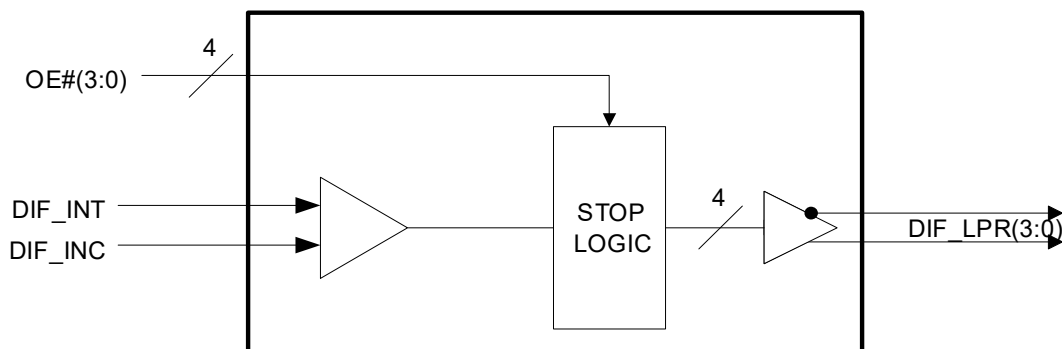 4
OE#(3:0)
DIF_INT
DIF_INC
STOP
LOGIC
4
DIF_LPR(3:0)